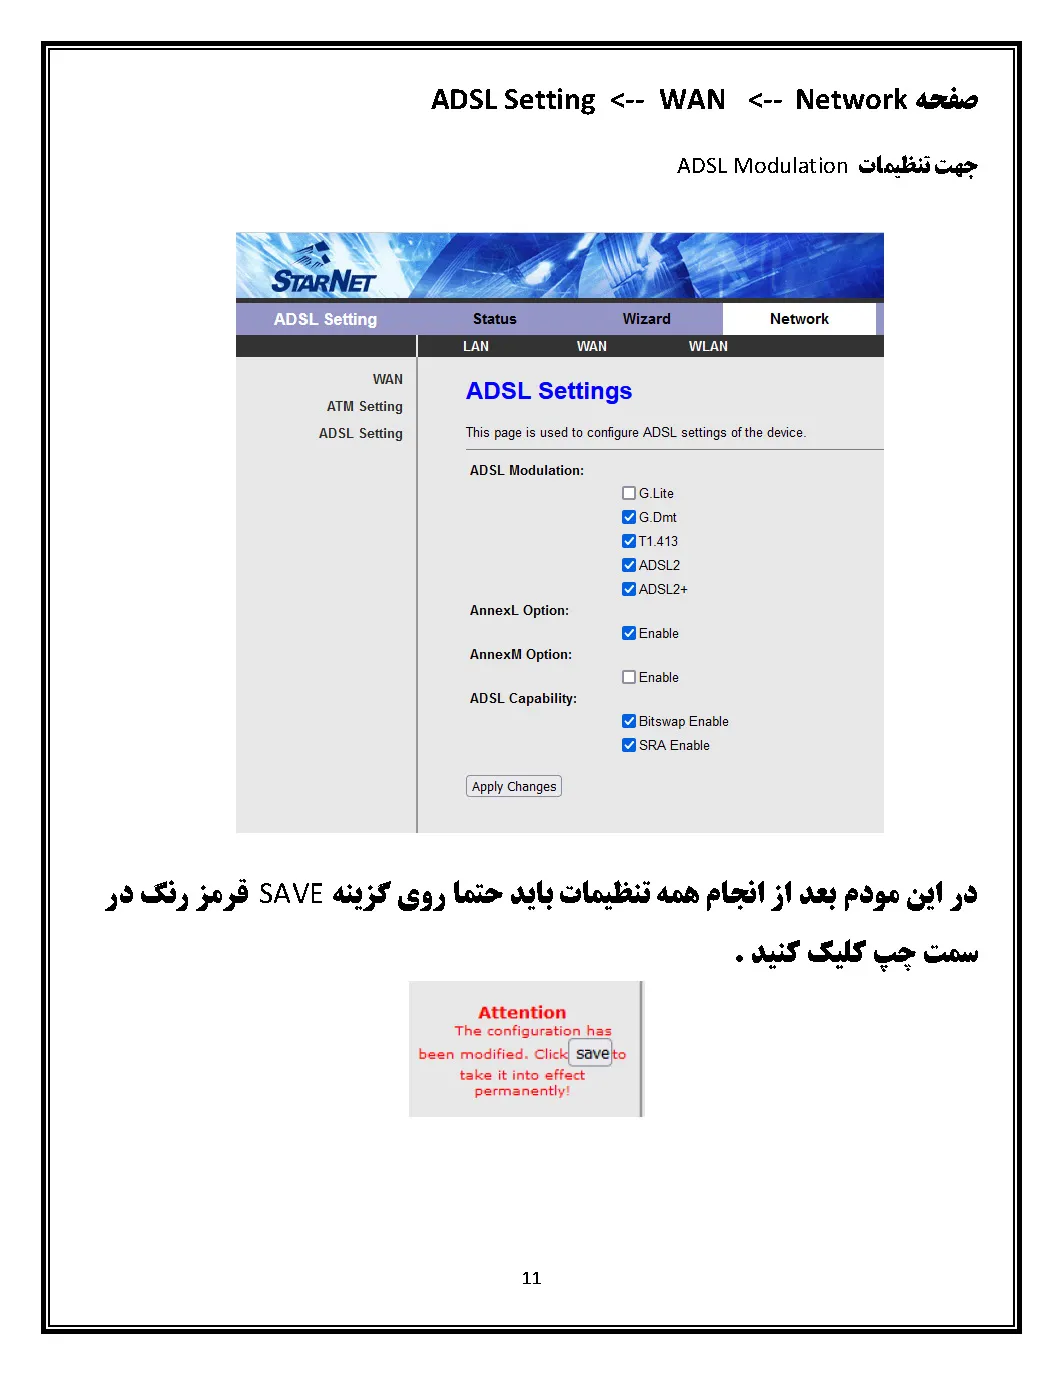 صفحه Network --> WAN --> ADSL Setting
جهت تنظیمات ADSL Modulation
STARNET
ADSL Setting Status Wizard Network
LAN WAN WLAN
WAN
ATM Setting
ADSL Setting
ADSL Settings
This page is used to configure ADSL settings of the device.
ADSL Modulation:
G.Lite
G.Dmt
T1.413
ADSL2
ADSL2+
AnnexL Option:
Enable
AnnexM Option:
Enable
ADSL Capability:
Bitswap Enable
SRA Enable
Apply Changes
در این مودم بعد از انجام همه تنظیمات باید حتما روی گزینه SAVE قرمز رنگ در
سمت چپ کلیک کنید .
Attention
The configuration has
been modified. Click save to
take it into effect
permanently!
11